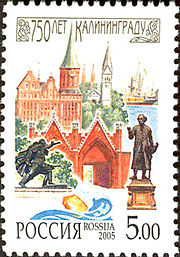 750 ЛЕТ КАЛИНИНГРАДУ
РОССИЯ ROSSIJA
2005 5.00